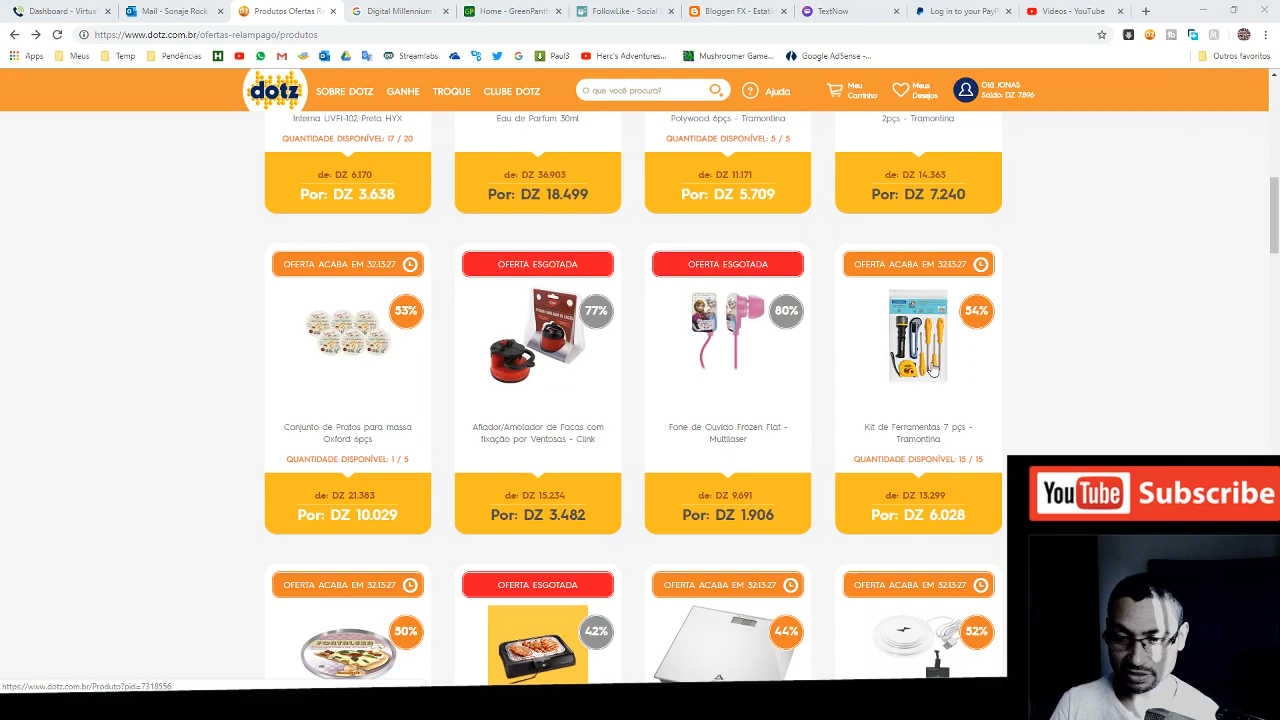 Dashboard - Virtual
Mail - Sonaje Rock
Produtos Ofertas Re
Digital Millennium
Home - GreenPanth
FollowLike - Social
Blogger: FX - Estatí
TextNow
Log in to your PayP
Videos - YouTube
https://www.dotz.com.br/ofertas-relampago/produtos
Apps
Meus
Temp
Pendências
Streamlabs
Paul3
Herc's Adventures...
Mushroomer Game...
Google AdSense -...
Outros favoritos
dotz
SOBRE DOTZ
GANHE
TROQUE
CLUBE DOTZ
O que você procura?
Ajuda
Meu
Carrinho
Meus
Desejos
Olá JONAS
Saldo: DZ 7.896
Interna UVFI-102 Preta HYX
QUANTIDADE DISPONÍVEL: 17 / 20
de: DZ 6.170
Por: DZ 3.638
Eau de Parfum 30ml
de: DZ 36.903
Por: DZ 18.499
Polywood 6pçs - Tramontina
QUANTIDADE DISPONÍVEL: 5 / 5
de: DZ 11.171
Por: DZ 5.709
2pçs - Tramontina
de: DZ 14.363
Por: DZ 7.240
OFERTA ACABA EM 32:13:27
53%
Conjunto de Pratos para massa
Oxford 6pçs
QUANTIDADE DISPONÍVEL: 1 / 5
de: DZ 21.383
Por: DZ 10.029
OFERTA ESGOTADA
77%
Afiador/Amolador de Facas com
fixação por Ventosas - Clink
de: DZ 15.234
Por: DZ 3.482
OFERTA ESGOTADA
80%
Fone de Ouvido Frozen Flat -
Multilaser
de: DZ 9.691
Por: DZ 1.906
OFERTA ACABA EM 32:13:27
54%
Kit de Ferramentas 7 pçs -
Tramontina
QUANTIDADE DISPONÍVEL: 15 / 15
de: DZ 13.299
Por: DZ 6.028
OFERTA ACABA EM 32:13:27
50%
FORTALEZA
OFERTA ESGOTADA
42%
OFERTA ACABA EM 32:13:27
44%
OFERTA ACABA EM 32:13:27
52%
https://www.dotz.com.br/Produto?pid=7318556
YouTube Subscribe